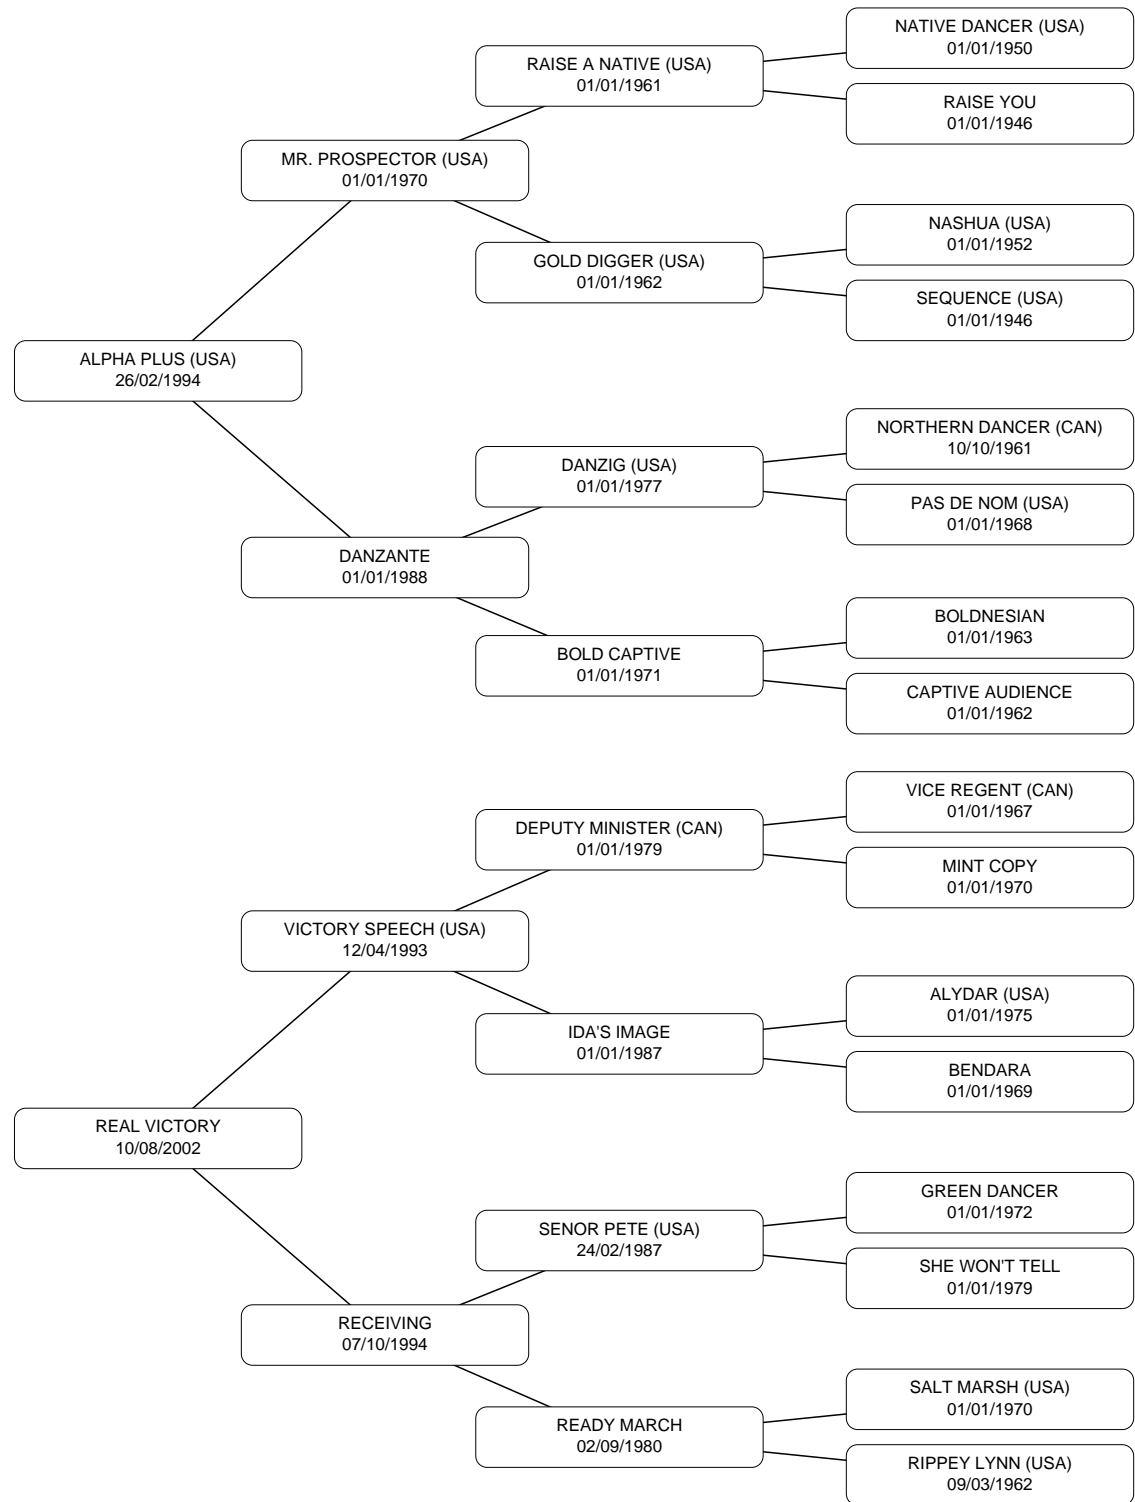 NATIVE DANCER (USA)
01/01/1950
RAISE A NATIVE (USA)
01/01/1961
RAISE YOU
01/01/1946
MR. PROSPECTOR (USA)
01/01/1970
NASHUA (USA)
01/01/1952
GOLD DIGGER (USA)
01/01/1962
SEQUENCE (USA)
01/01/1946
ALPHA PLUS (USA)
26/02/1994
NORTHERN DANCER (CAN)
10/10/1961
DANZIG (USA)
01/01/1977
PAS DE NOM (USA)
01/01/1968
DANZANTE
01/01/1988
BOLDNESIAN
01/01/1963
BOLD CAPTIVE
01/01/1971
CAPTIVE AUDIENCE
01/01/1962
VICE REGENT (CAN)
01/01/1967
DEPUTY MINISTER (CAN)
01/01/1979
MINT COPY
01/01/1970
VICTORY SPEECH (USA)
12/04/1993
ALYDAR (USA)
01/01/1975
IDA'S IMAGE
01/01/1987
BENDARA
01/01/1969
REAL VICTORY
10/08/2002
GREEN DANCER
01/01/1972
SENOR PETE (USA)
24/02/1987
SHE WON'T TELL
01/01/1979
RECEIVING
07/10/1994
SALT MARSH (USA)
01/01/1970
READY MARCH
02/09/1980
RIPPEY LYNN (USA)
09/03/1962